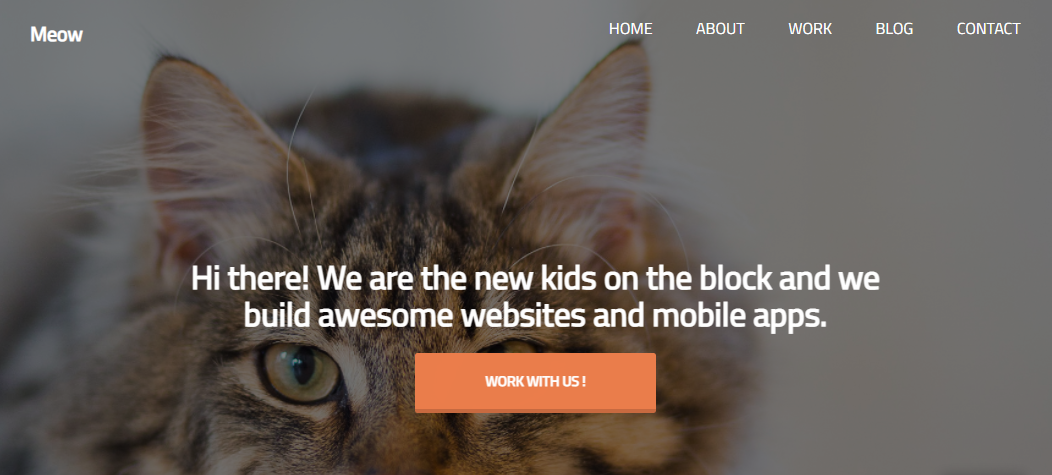 Meow
HOME ABOUT WORK BLOG CONTACT
Hi there! We are the new kids on the block and we
build awesome websites and mobile apps.
WORK WITH US !